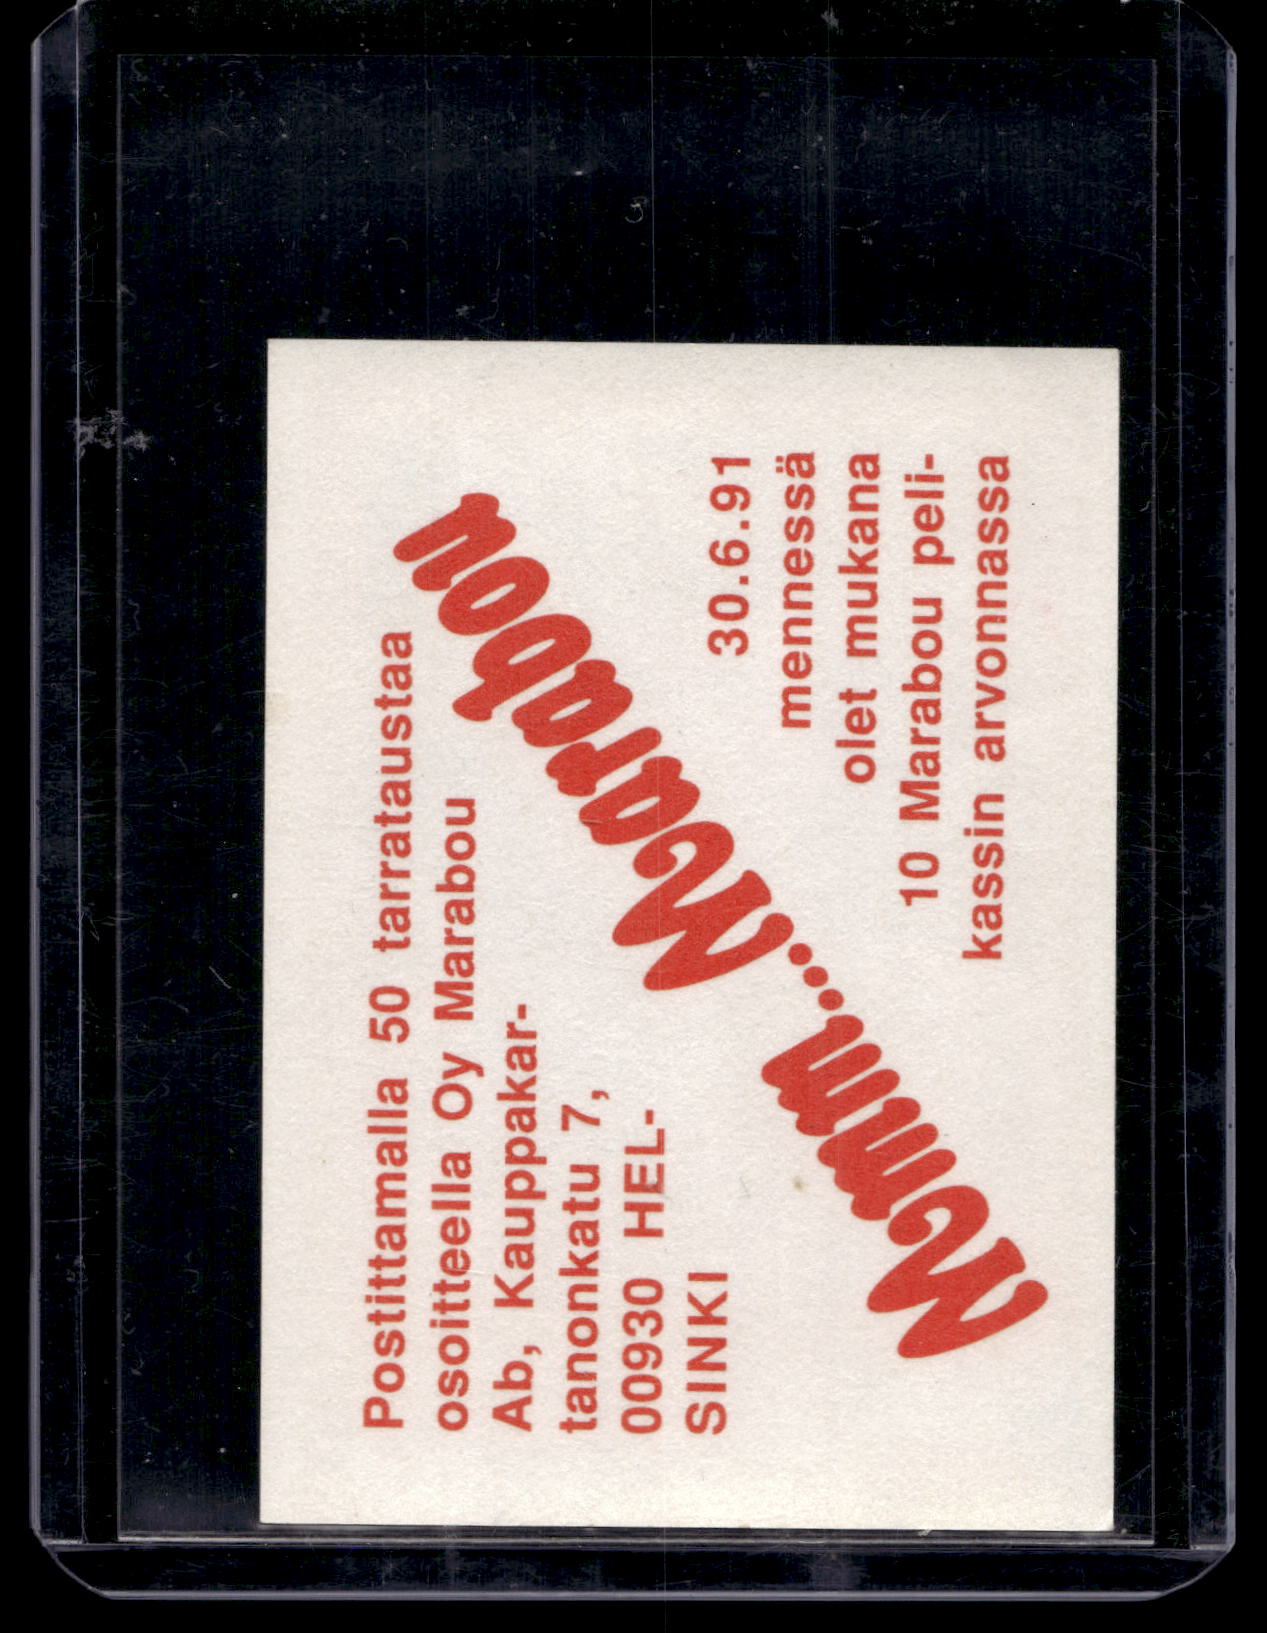 Postittamalla 50 tarrataustaa
osoitteella Oy Marabou
Ab, Kauppakar-
tanonkatu 7,
00930 HEL-
SINKI
Mmmm...Marabou
30.6.91
mennessä
olet mukana
10 Marabou peli-
kassin arvonnassa